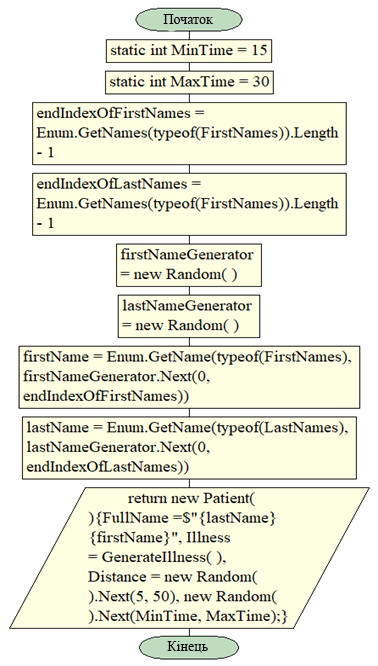 Початок
static int MinTime = 15
static int MaxTime = 30
endIndexOfFirstNames =
Enum.GetNames(typeof(FirstNames)).Length
- 1
endIndexOfLastNames =
Enum.GetNames(typeof(FirstNames)).Length
- 1
firstNameGenerator
= new Random( )
lastNameGenerator
= new Random( )
firstName = Enum.GetName(typeof(FirstNames),
firstNameGenerator.Next(0,
endIndexOfFirstNames))
lastName = Enum.GetName(typeof(LastNames),
lastNameGenerator.Next(0,
endIndexOfLastNames))
return new Patient(
){FullName =$"{lastName}
{firstName}", Illness
= GenerateIllness( ),
Distance = new Random(
).Next(5, 50), new Random(
).Next(MinTime, MaxTime);}
Кінець